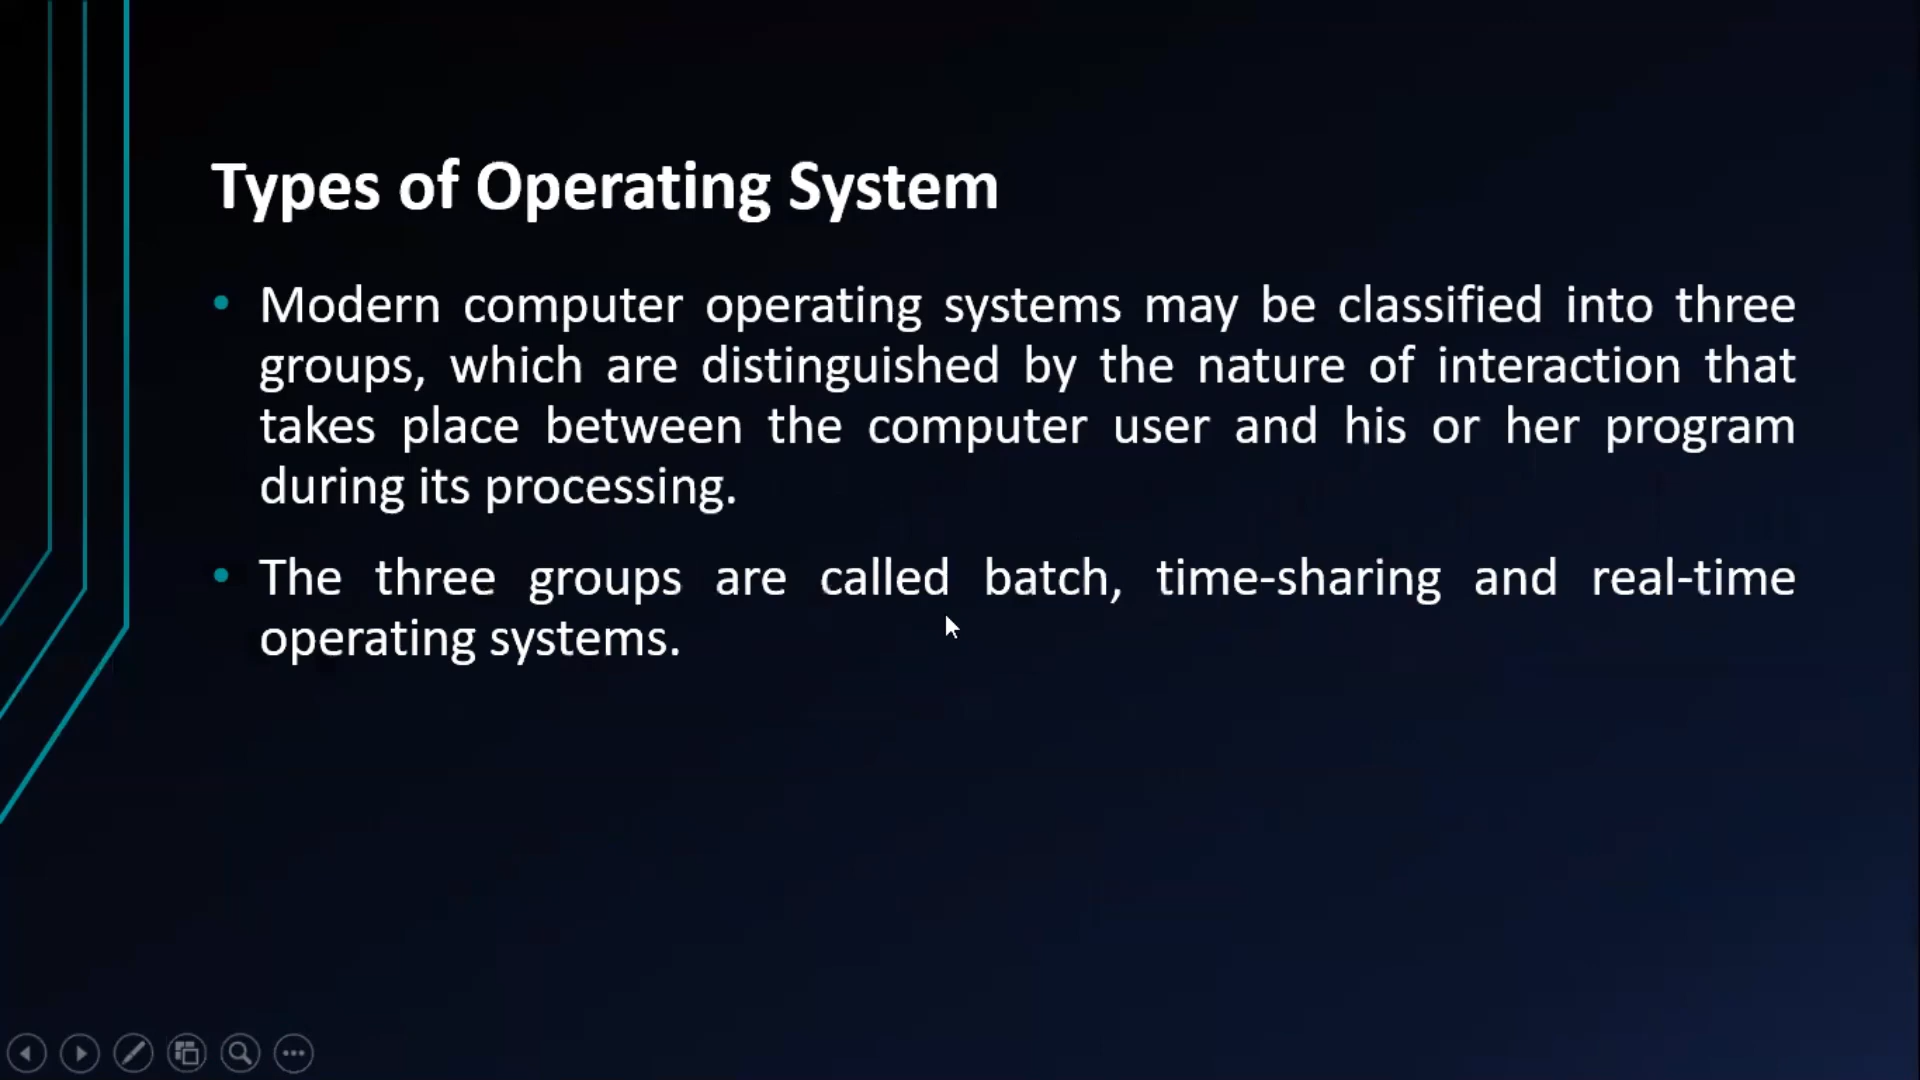 Types of Operating System
• Modern computer operating systems may be classified into three
groups, which are distinguished by the nature of interaction that
takes place between the computer user and his or her program
during its processing.
• The three groups are called batch, time-sharing and real-time
operating systems.